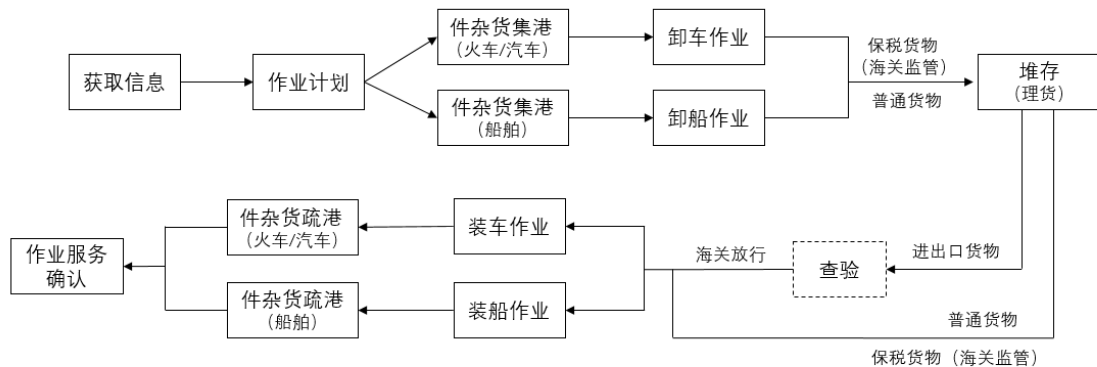 获取信息
作业计划
件杂货集港
（火车/汽车）
卸车作业
件杂货集港
（船舶）
卸船作业
保税货物
（海关监管）
普通货物
堆存
（理货）
件杂货疏港
（火车/汽车）
装车作业
作业服务
确认
件杂货疏港
（船舶）
装船作业
海关放行
查验
进出口货物
普通货物
保税货物（海关监管）